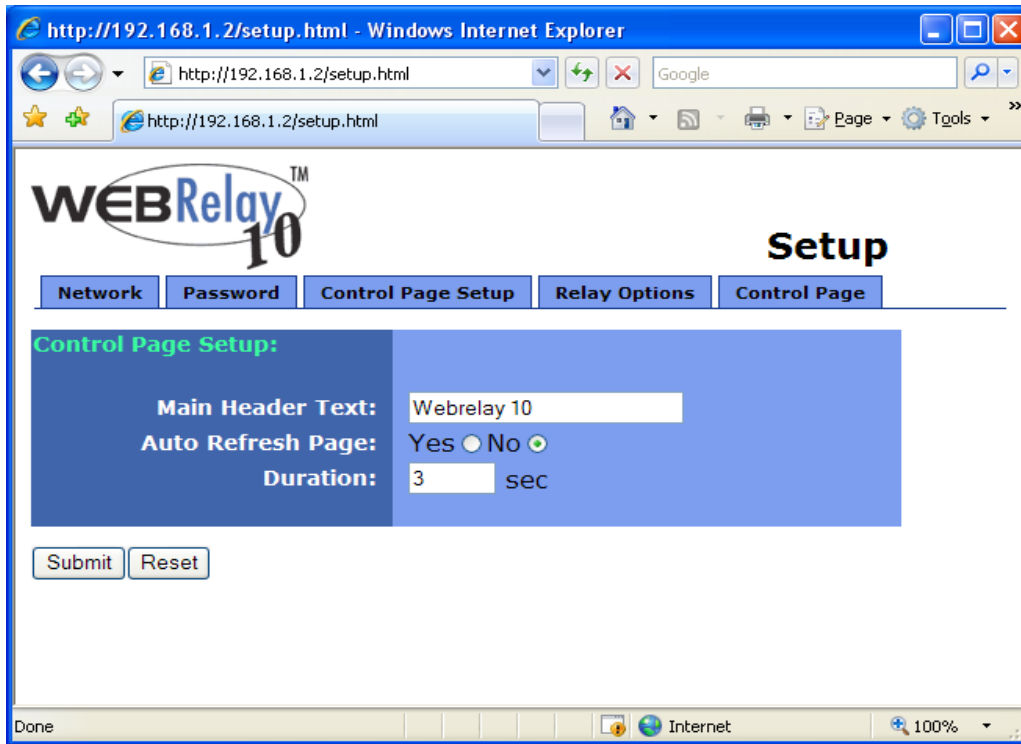 http://192.168.1.2/setup.html - Windows Internet Explorer
http://192.168.1.2/setup.html Google
http://192.168.1.2/setup.html Page Tools »
WEBRelay™
10
Setup
Network Password Control Page Setup Relay Options Control Page
Control Page Setup:
Main Header Text: Webrelay 10
Auto Refresh Page: Yes No
Duration: 3 sec
Submit Reset
Done Internet 100%